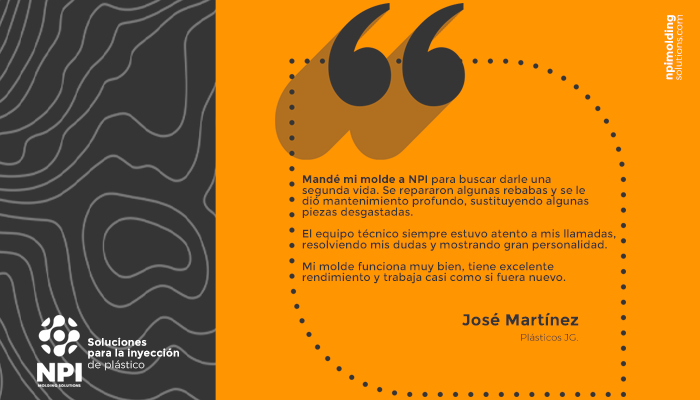 npimolding
solutions.com
Mandé mi molde a NPI para buscar darle una
segunda vida. Se repararon algunas rebabas y se le
dió mantenimiento profundo, sustituyendo algunas
piezas desgastadas.
El equipo técnico siempre estuvo atento a mis llamadas,
resolviendo mis dudas y mostrando gran personalidad.
Mi molde funciona muy bien, tiene excelente
rendimiento y trabaja casi como si fuera nuevo.
José Martínez
Plásticos JG.
NPI
MOLDING SOLUTIONS
Soluciones
para la inyección
de plástico